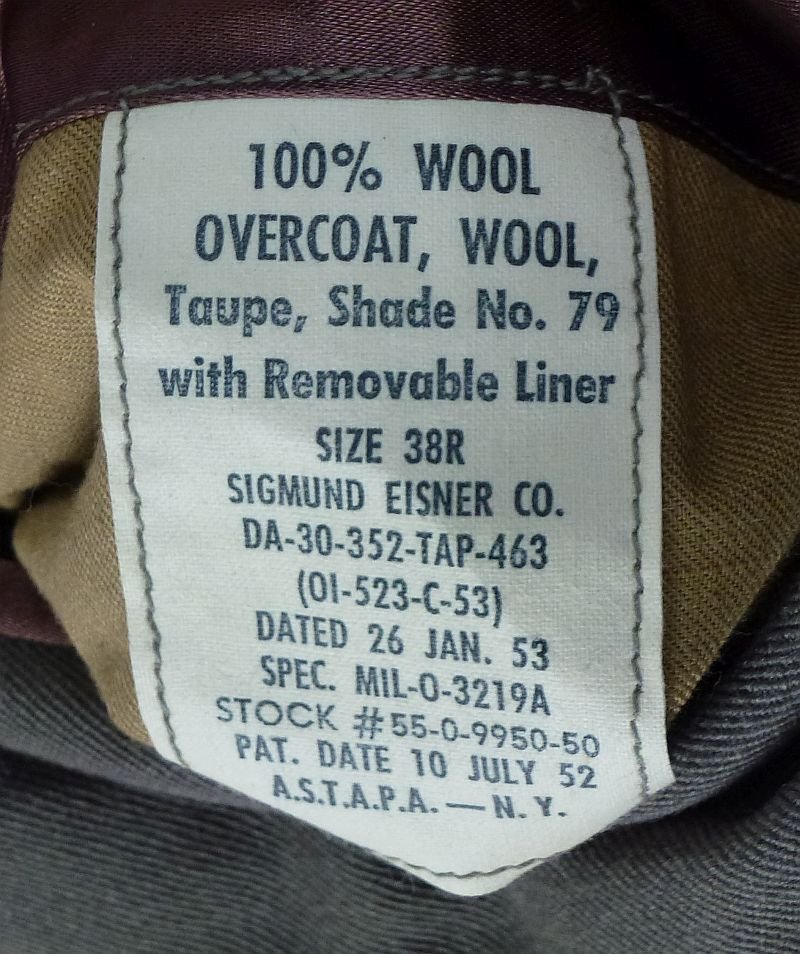 100% WOOL
OVERCOAT, WOOL,
Taupe, Shade No. 79
with Removable Liner
SIZE 38R
SIGMUND EISNER CO.
DA-30-352-TAP-463
(OI-523-C-53)
DATED 26 JAN. 53
SPEC. MIL-O-3219A
STOCK #55-0-9950-50
PAT. DATE 10 JULY 52
A.S.T.A.P.A. — N. Y.